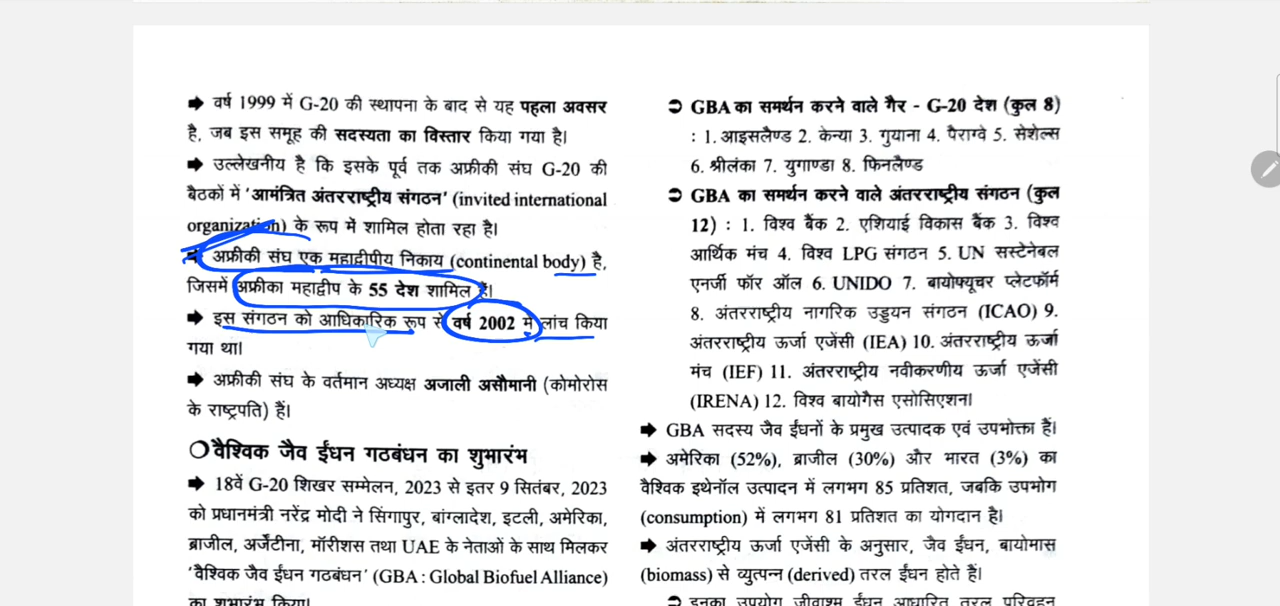 ➡ वर्ष 1999 में G-20 की स्थापना के बाद से यह पहला अवसर
है, जब इस समूह की सदस्यता का विस्तार किया गया है।
➡ उल्लेखनीय है कि इसके पूर्व तक अफ्रीकी संघ G-20 की
बैठकों में 'आमंत्रित अंतरराष्ट्रीय संगठन' (invited international
organization) के रूप में शामिल होता रहा है।
➡ अफ्रीकी संघ एक महाद्वीपीय निकाय (continental body) है,
जिसमें अफ्रीका महाद्वीप के 55 देश शामिल हैं।
➡ इस संगठन को आधिकारिक रूप से वर्ष 2002 में लांच किया
गया था।
➡ अफ्रीकी संघ के वर्तमान अध्यक्ष अजाली असौमानी (कोमोरोस
के राष्ट्रपति) हैं।
❍ वैश्विक जैव ईंधन गठबंधन का शुभारंभ
➡ 18वें G-20 शिखर सम्मेलन, 2023 से इतर 9 सितंबर, 2023
को प्रधानमंत्री नरेंद्र मोदी ने सिंगापुर, बांग्लादेश, इटली, अमेरिका,
ब्राजील, अर्जेंटीना, मॉरीशस तथा UAE के नेताओं के साथ मिलकर
'वैश्विक जैव ईंधन गठबंधन' (GBA : Global Biofuel Alliance)
का शुभारंभ किया।
➲ GBA का समर्थन करने वाले गैर - G-20 देश (कुल 8)
: 1. आइसलैण्ड 2. केन्या 3. गुयाना 4. पैराग्वे 5. सेशेल्स
6. श्रीलंका 7. युगाण्डा 8. फिनलैण्ड
➲ GBA का समर्थन करने वाले अंतरराष्ट्रीय संगठन (कुल
12) : 1. विश्व बैंक 2. एशियाई विकास बैंक 3. विश्व
आर्थिक मंच 4. विश्व LPG संगठन 5. UN सस्टेनेबल
एनर्जी फॉर ऑल 6. UNIDO 7. बायोफ्यूचर प्लेटफॉर्म
8. अंतरराष्ट्रीय नागरिक उड्डयन संगठन (ICAO) 9.
अंतरराष्ट्रीय ऊर्जा एजेंसी (IEA) 10. अंतरराष्ट्रीय ऊर्जा
मंच (IEF) 11. अंतरराष्ट्रीय नवीकरणीय ऊर्जा एजेंसी
(IRENA) 12. विश्व बायोगैस एसोसिएशन।
➡ GBA सदस्य जैव ईंधनों के प्रमुख उत्पादक एवं उपभोक्ता हैं।
➡ अमेरिका (52%), ब्राजील (30%) और भारत (3%) का
वैश्विक इथेनॉल उत्पादन में लगभग 85 प्रतिशत, जबकि उपभोग
(consumption) में लगभग 81 प्रतिशत का योगदान है।
➡ अंतरराष्ट्रीय ऊर्जा एजेंसी के अनुसार, जैव ईंधन, बायोमास
(biomass) से व्युत्पन्न (derived) तरल ईंधन होते हैं।
➲ इनका उपयोग जीवाश्म ईंधन आधारित तरल परिवहन